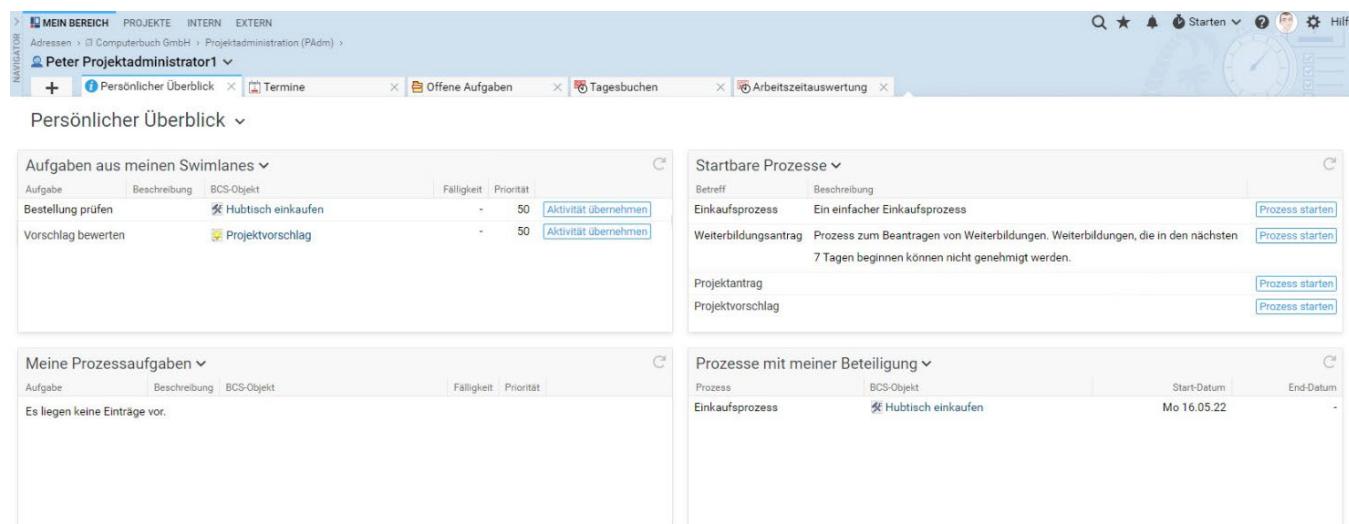 MEIN BEREICH PROJEKTE INTERN EXTERN Starten Hilf
NAVIGATOR
Adressen › Computerbuch GmbH › Projektadministration (PAdm) ›
Peter Projektadministrator1
+ Persönlicher Überblick × Termine × Offene Aufgaben × Tagesbuchen × Arbeitszeitauswertung ×
Persönlicher Überblick
Aufgaben aus meinen Swimlanes
Aufgabe Beschreibung BCS-Objekt Fälligkeit Priorität
Bestellung prüfen Hubtisch einkaufen - 50 Aktivität übernehmen
Vorschlag bewerten Projektvorschlag - 50 Aktivität übernehmen
Startbare Prozesse
Betreff Beschreibung
Einkaufsprozess Ein einfacher Einkaufsprozess Prozess starten
Weiterbildungsantrag Prozess zum Beantragen von Weiterbildungen. Weiterbildungen, die in den nächsten Prozess starten
7 Tagen beginnen können nicht genehmigt werden.
Projektantrag Prozess starten
Projektvorschlag Prozess starten
Meine Prozessaufgaben
Aufgabe Beschreibung BCS-Objekt Fälligkeit Priorität
Es liegen keine Einträge vor.
Prozesse mit meiner Beteiligung
Prozess BCS-Objekt Start-Datum End-Datum
Einkaufsprozess Hubtisch einkaufen Mo 16.05.22 -